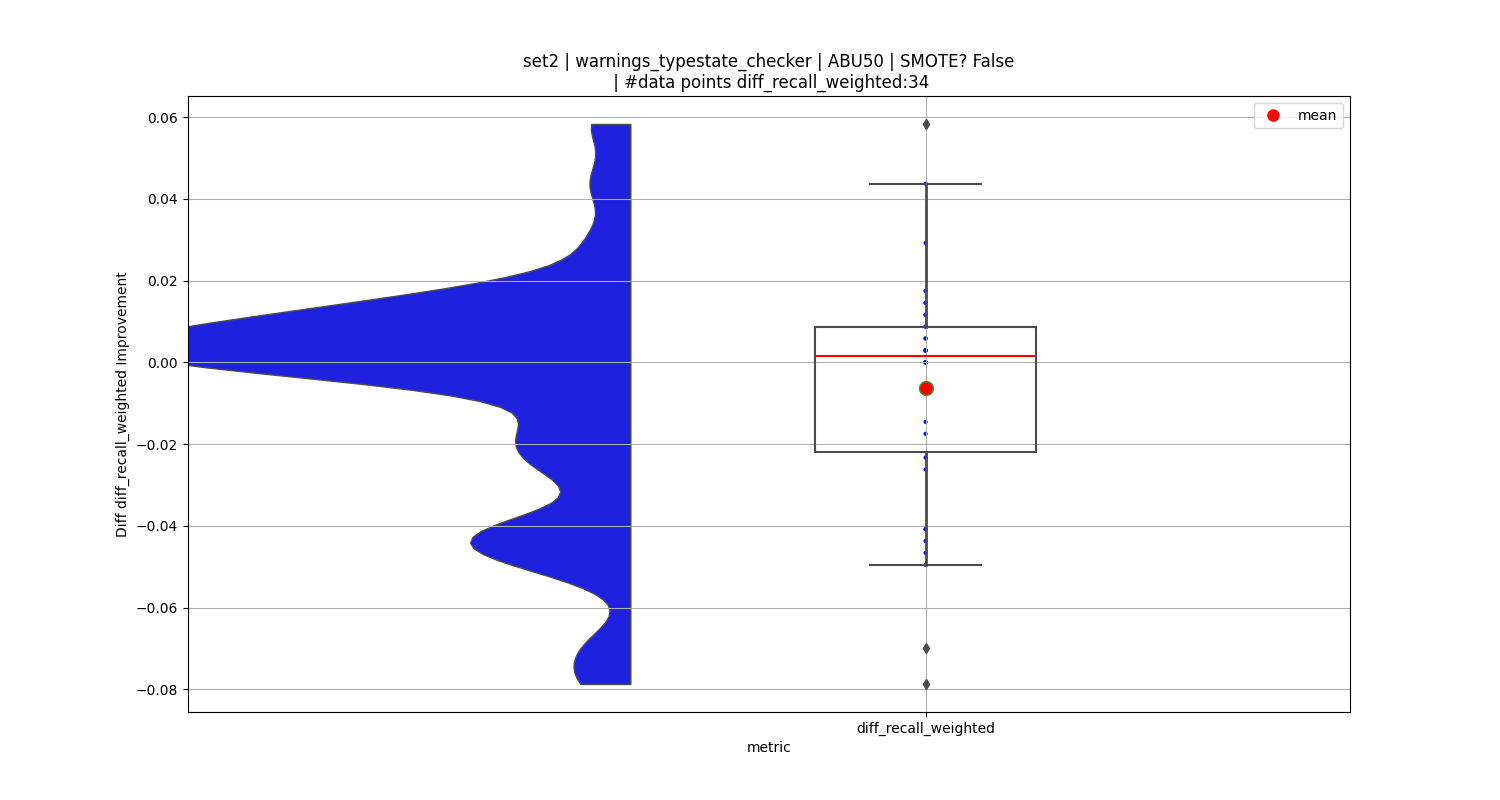 set2 | warnings_typestate_checker | ABU50 | SMOTE? False
| #data points diff_recall_weighted:34
mean
0.06
0.04
0.02
0.00
−0.02
−0.04
−0.06
−0.08
Diff diff_recall_weighted Improvement
diff_recall_weighted
metric